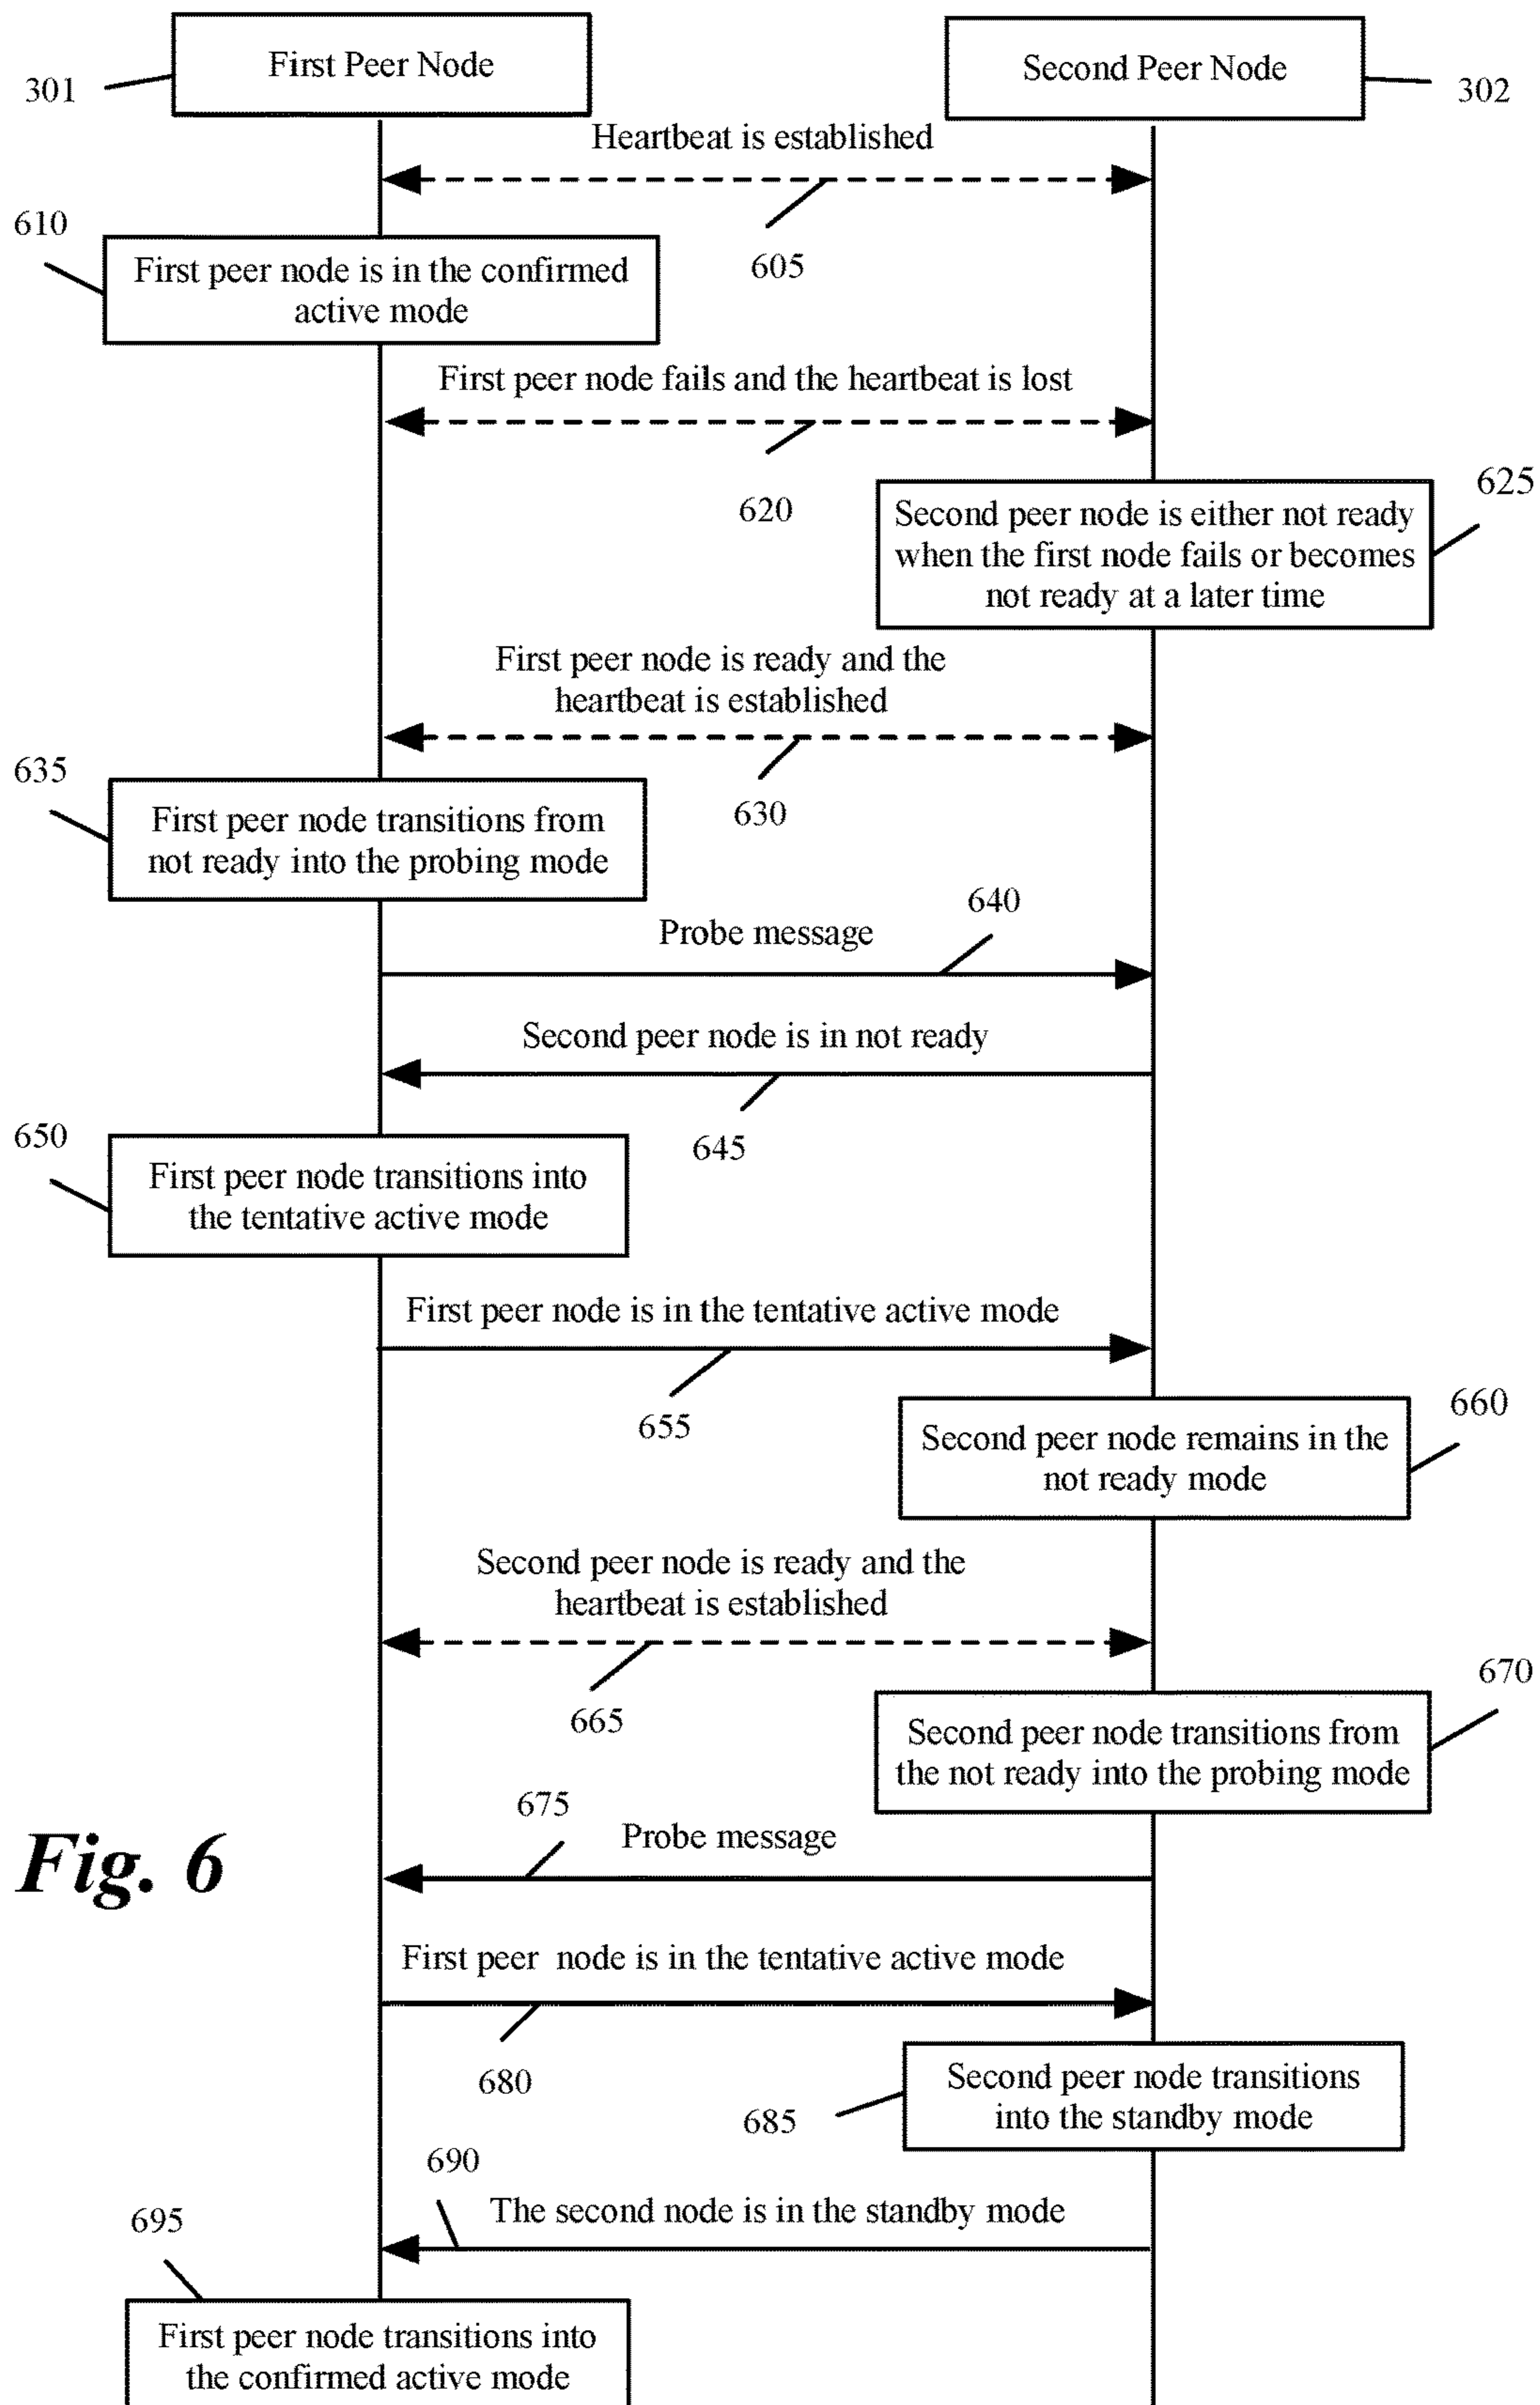 First Peer Node
Second Peer Node
301
302
Heartbeat is established
605
610
First peer node is in the confirmed
active mode
First peer node fails and the heartbeat is lost
620
625
Second peer node is either not ready
when the first node fails or becomes
not ready at a later time
First peer node is ready and the
heartbeat is established
630
635
First peer node transitions from
not ready into the probing mode
640
Probe message
Second peer node is in not ready
645
650
First peer node transitions into
the tentative active mode
First peer node is in the tentative active mode
655
660
Second peer node remains in the
not ready mode
Second peer node is ready and the
heartbeat is established
665
670
Second peer node transitions from
the not ready into the probing mode
675
Probe message
Fig. 6
First peer node is in the tentative active mode
680
685
Second peer node transitions
into the standby mode
690
The second node is in the standby mode
695
First peer node transitions into
the confirmed active mode